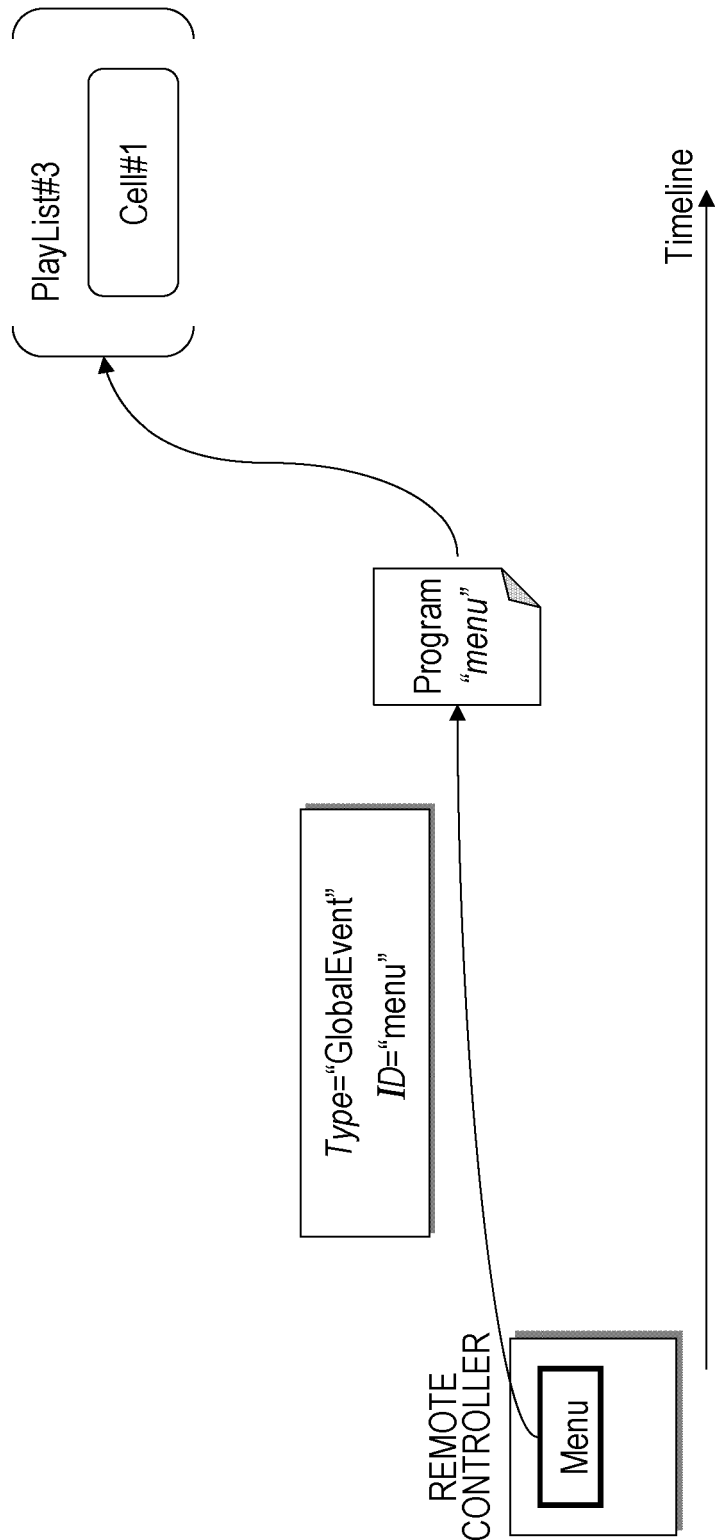 PlayList#3
Cell#1
Type=“GlobalEvent”
ID=“menu”
Program
“menu”
REMOTE
CONTROLLER
Menu
Timeline